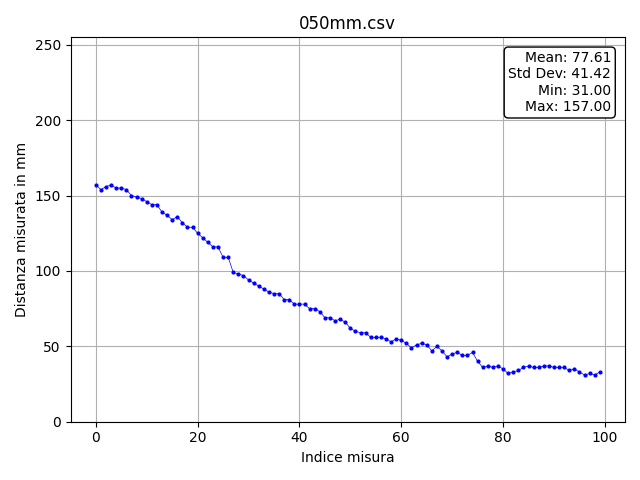 050mm.csv
Mean: 77.61
Std Dev: 41.42
Min: 31.00
Max: 157.00
Distanza misurata in mm
250
200
150
100
50
0
0 20 40 60 80 100
Indice misura